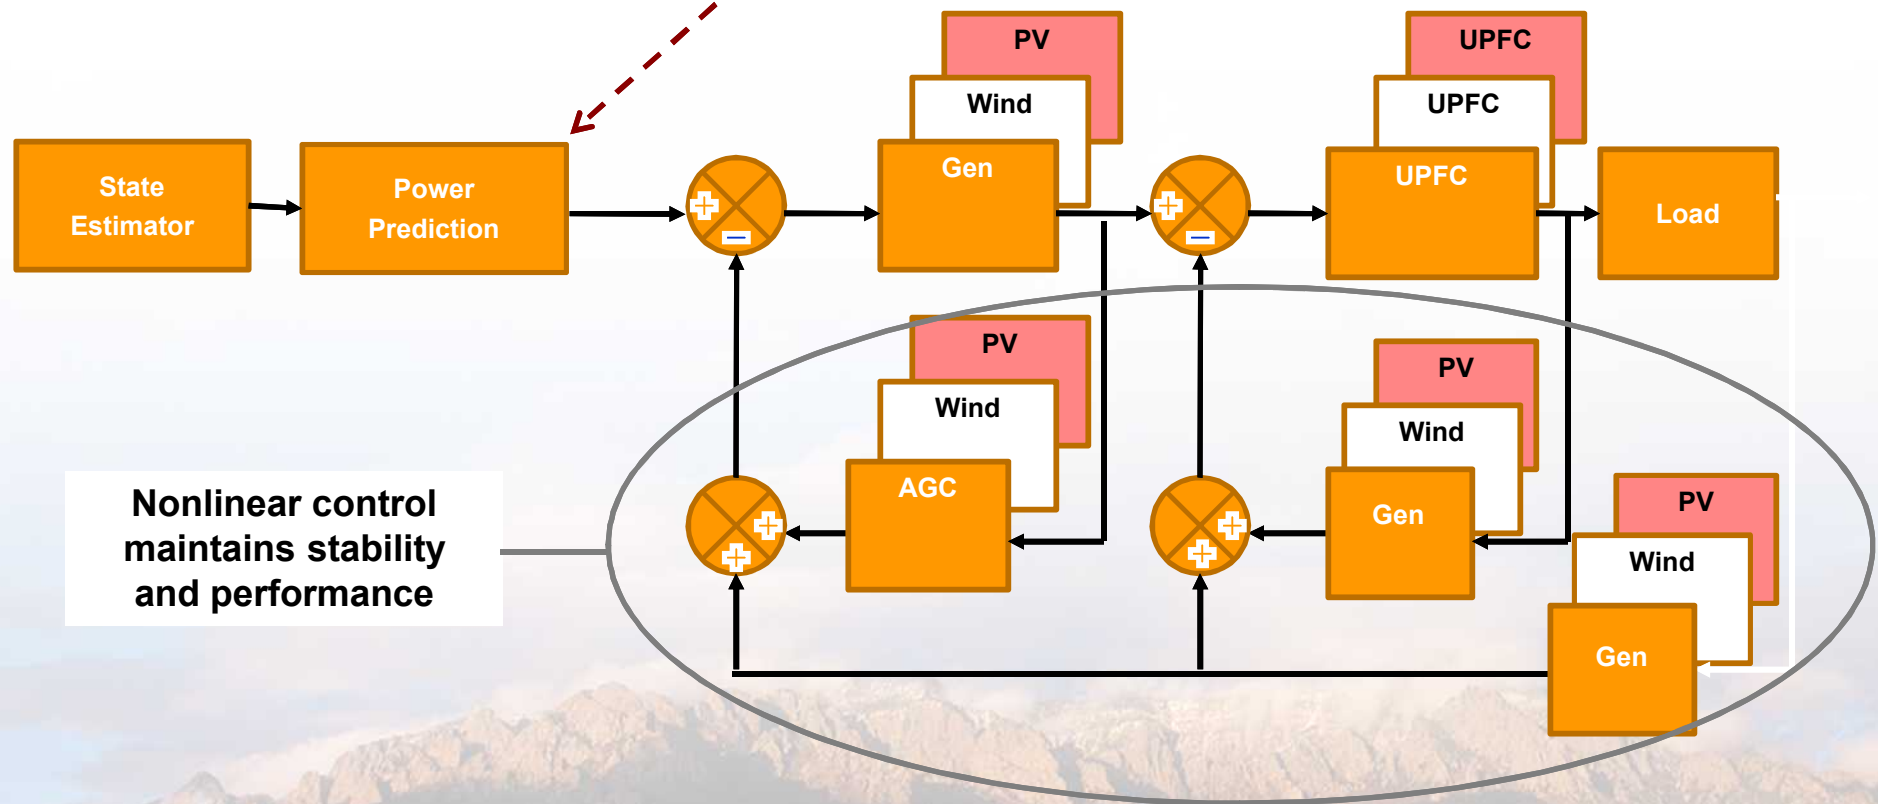 PV
UPFC
Wind
UPFC
Gen
UPFC
State
Estimator
Power
Prediction
Load
+
−
+
−
PV
Wind
AGC
PV
Wind
Gen
PV
Wind
Gen
+
+
+
+
Nonlinear control
maintains stability
and performance